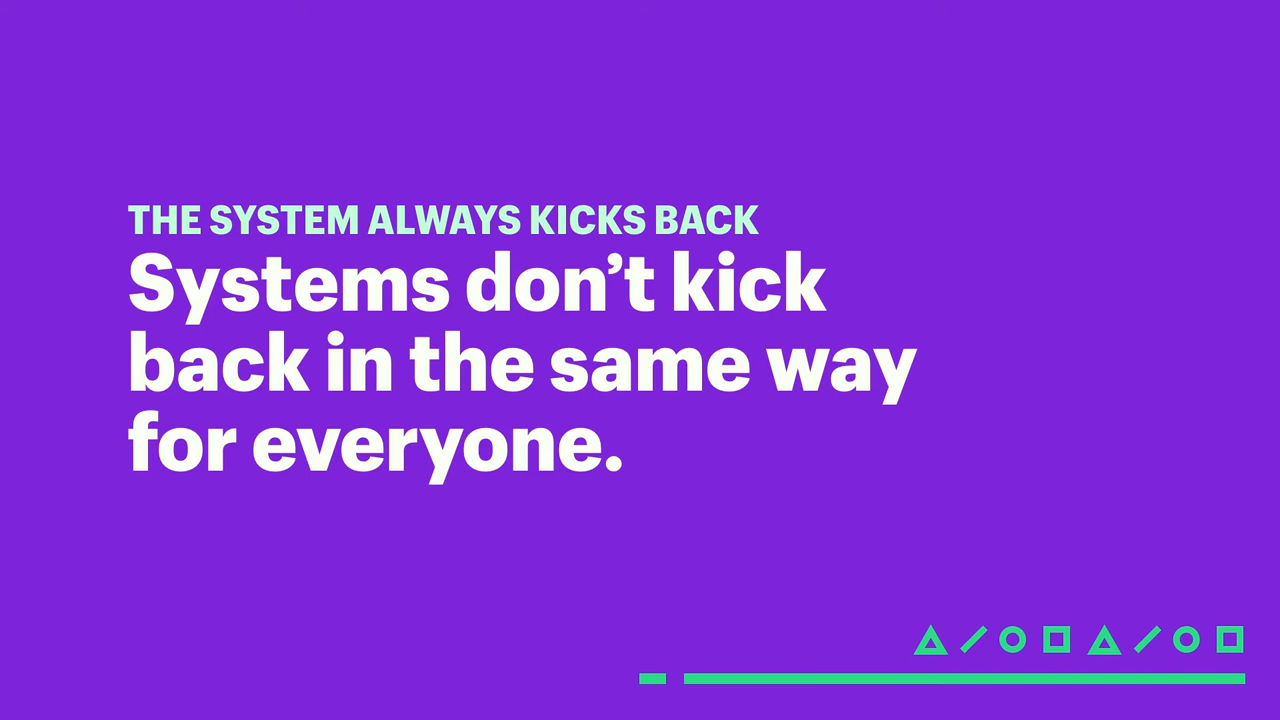 THE SYSTEM ALWAYS KICKS BACK
Systems don’t kick
back in the same way
for everyone.